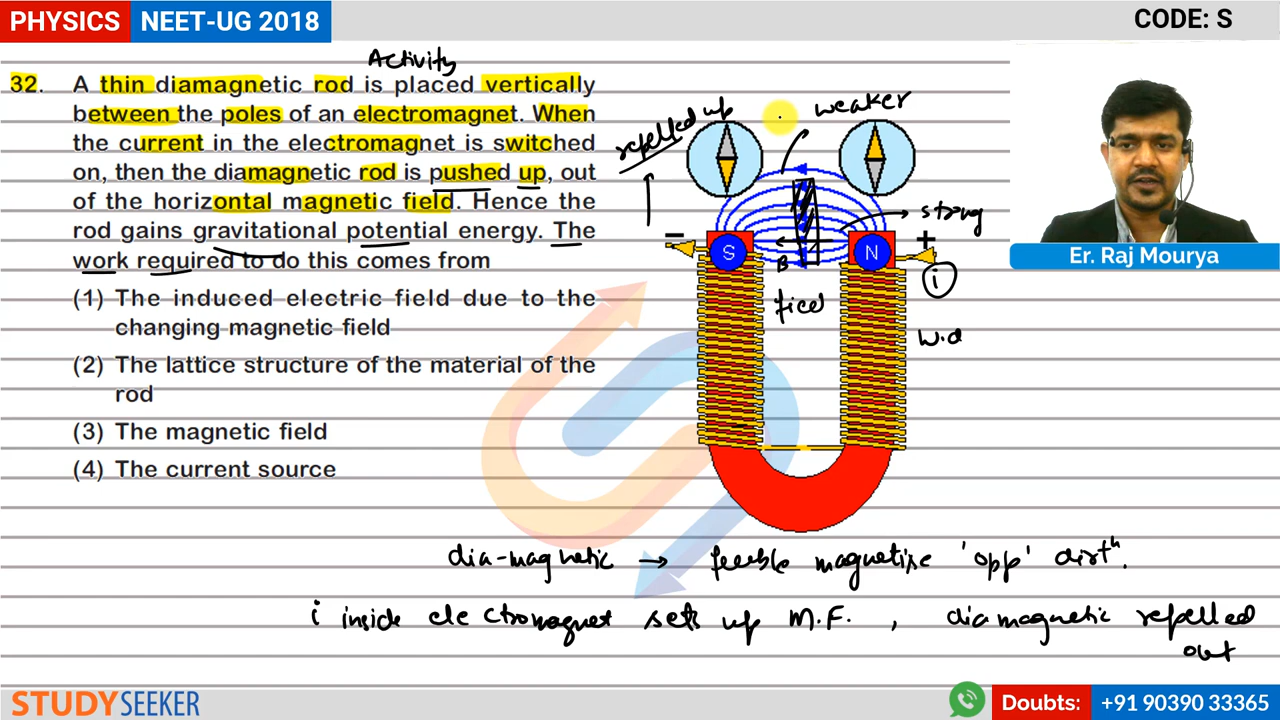 PHYSICS NEET-UG 2018
CODE: S
Activity
32. A thin diamagnetic rod is placed vertically
between the poles of an electromagnet. When
the current in the electromagnet is switched
on, then the diamagnetic rod is pushed up, out
of the horizontal magnetic field. Hence the
rod gains gravitational potential energy. The
work required to do this comes from
(1) The induced electric field due to the
changing magnetic field
(2) The lattice structure of the material of the
rod
(3) The magnetic field
(4) The current source
repelled up
weaker
strong
− +
S N
B
i
field
W.d
Er. Raj Mourya
dia-magnetic → feeble magnetize 'opp' dirtⁿ.
i inside electromagnet sets up M.F. , diamagnetic repelled
out
STUDYSEEKER
Doubts: +91 90390 33365